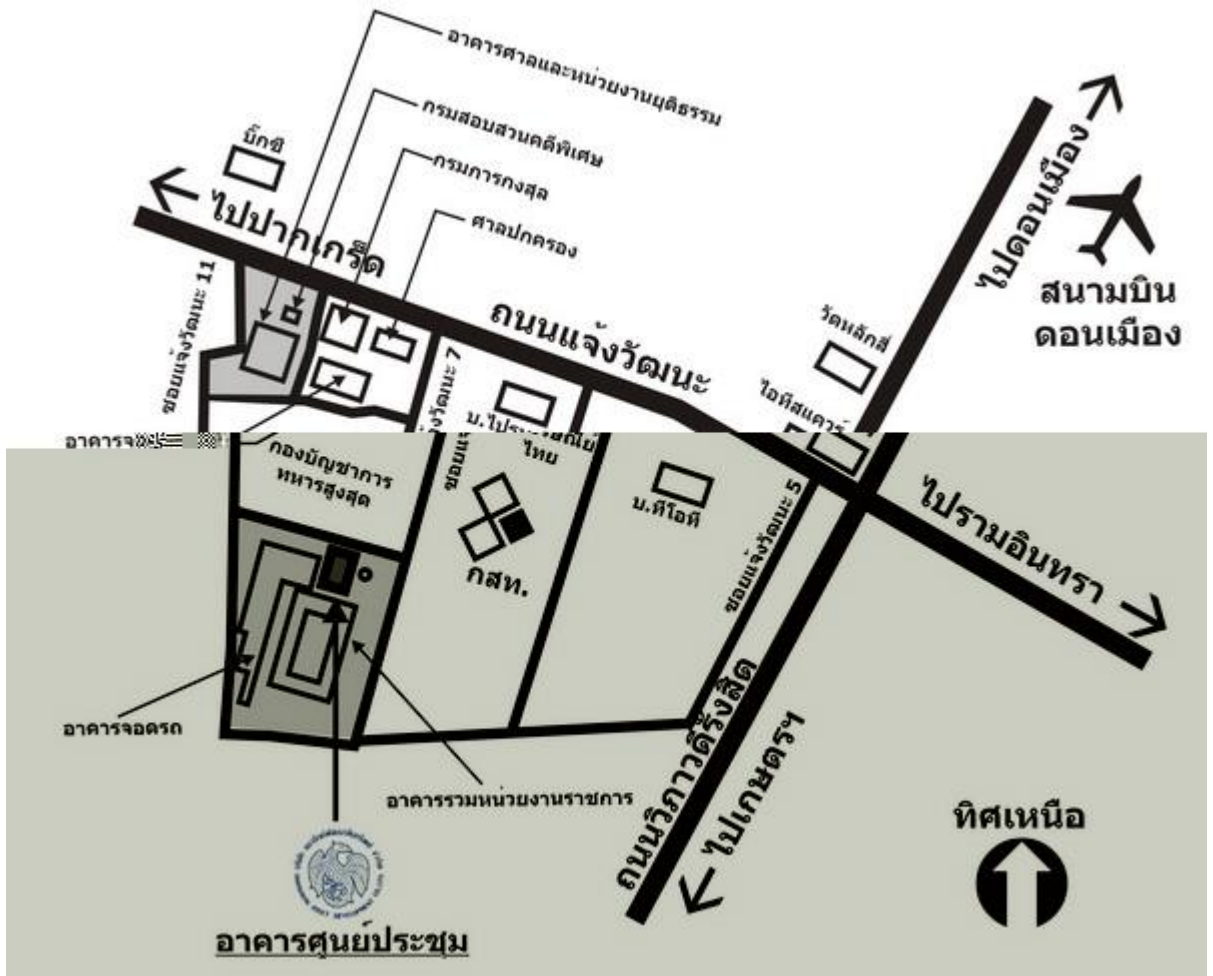 อาคารศาลและหน่วยงานยุติธรรม
กรมสอบสวนคดีพิเศษ
บิ๊กซี
กรมการกงสุล
ศาลปกครอง
ไปปากเกร็ด
ไปดอนเมือง
สนามบิน
ดอนเมือง
ซอยแจ้งวัฒนะ 11
ถนนแจ้งวัฒนะ
วัดหลักสี่
ซอยแจ้งวัฒนะ 7
ไอทีสแควร์
บ.ไปรษณีย์
ไทย
กองบัญชาการ
ทหารสูงสุด
บ.ทีโอที
กสท.
ซอยแจ้งวัฒนะ 5
ไปรามอินทรา
อาคารจอดรถ
อาคารรวมหน่วยงานราชการ
ถนนวิภาวดีรังสิต
ไปเกษตรฯ
ทิศเหนือ
อาคารศูนย์ประชุม